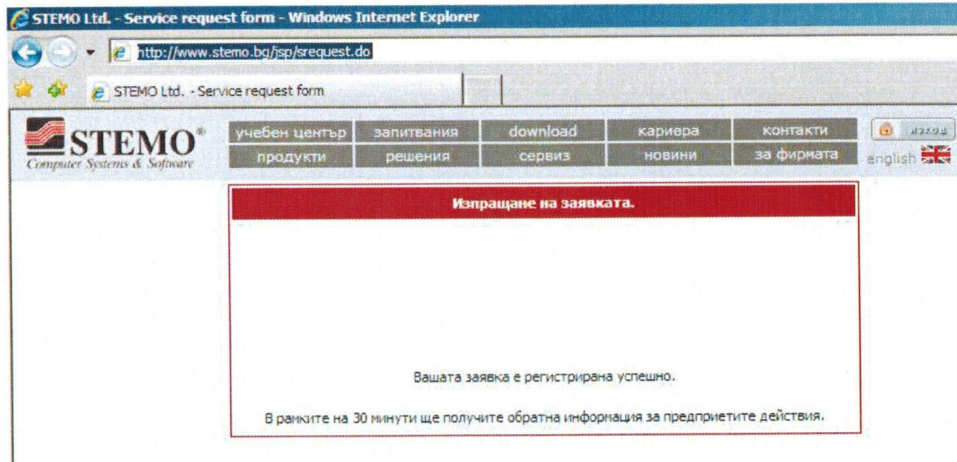 STEMO Ltd. - Service request form - Windows Internet Explorer
http://www.stemo.bg/jsp/srequest.do
STEMO Ltd. - Service request form
STEMO®
Computer Systems & Software
учебен център запитвания download кариера контакти изход
продукти решения сервиз новини за фирмата english
Изпращане на заявката.
Вашата заявка е регистрирана успешно.
В рамките на 30 минути ще получите обратна информация за предприетите действия.